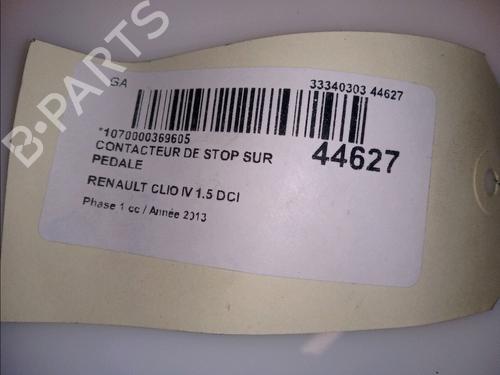 GA
33340303 44627
*1070000369605
44627
CONTACTEUR DE STOP SUR
PEDALE
RENAULT CLIO IV 1.5 DCI
Phase 1 cc / Année 2013
B-PARTS